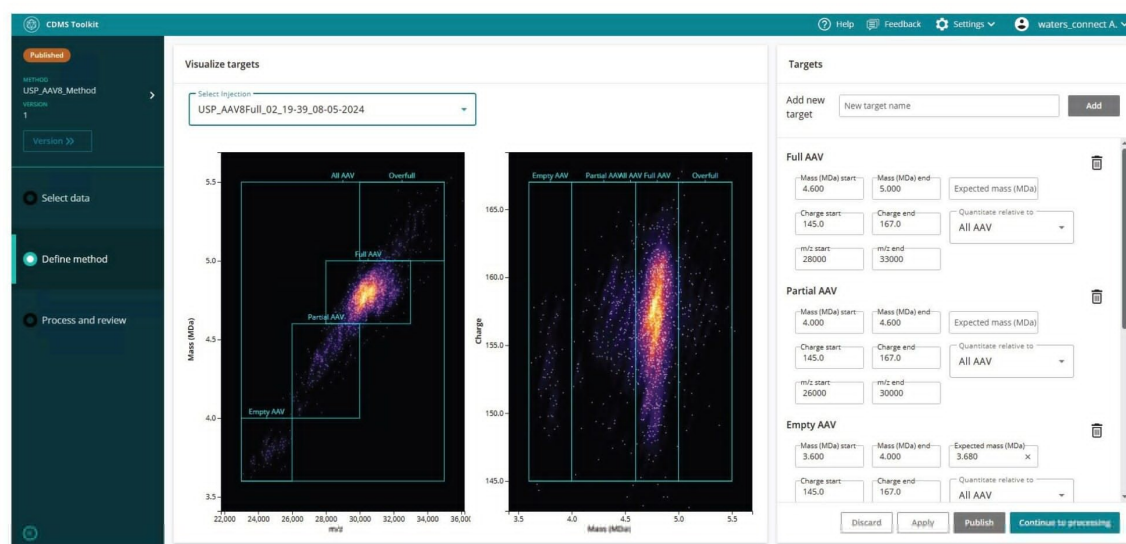 CDMS Toolkit
Help Feedback Settings waters_connect A.
Published
METHOD
USP_AAV8_Method
VERSION
1
Version
Select data
Define method
Process and review
Visualize targets
Select Injection
USP_AAV8Full_02_19-39_08-05-2024
All AAV Overfull
Full AAV
Partial AAV
Empty AAV
Mass (MDa)
5.5
5.0
4.5
4.0
3.5
22,000 24,000 26,000 28,000 30,000 32,000 34,000 36,000
m/z
Empty AAV Partial AAV All AAV Full AAV Overfull
Charge
165.0
160.0
155.0
150.0
145.0
3.5 4.0 4.5 5.0 5.5
Mass (MDa)
Targets
Add new
target
New target name
Add
Full AAV
Mass (MDa) start Mass (MDa) end
4.600 5.000 Expected mass (MDa)
Charge start Charge end Quantitate relative to
145.0 167.0 All AAV
m/z start m/z end
28000 33000
Partial AAV
Mass (MDa) start Mass (MDa) end
4.000 4.600 Expected mass (MDa)
Charge start Charge end Quantitate relative to
145.0 167.0 All AAV
m/z start m/z end
26000 30000
Empty AAV
Mass (MDa) start Mass (MDa) end Expected mass (MDa)
3.600 4.000 3.680 ×
Charge start Charge end Quantitate relative to
145.0 167.0 All AAV
Discard Apply Publish Continue to processing